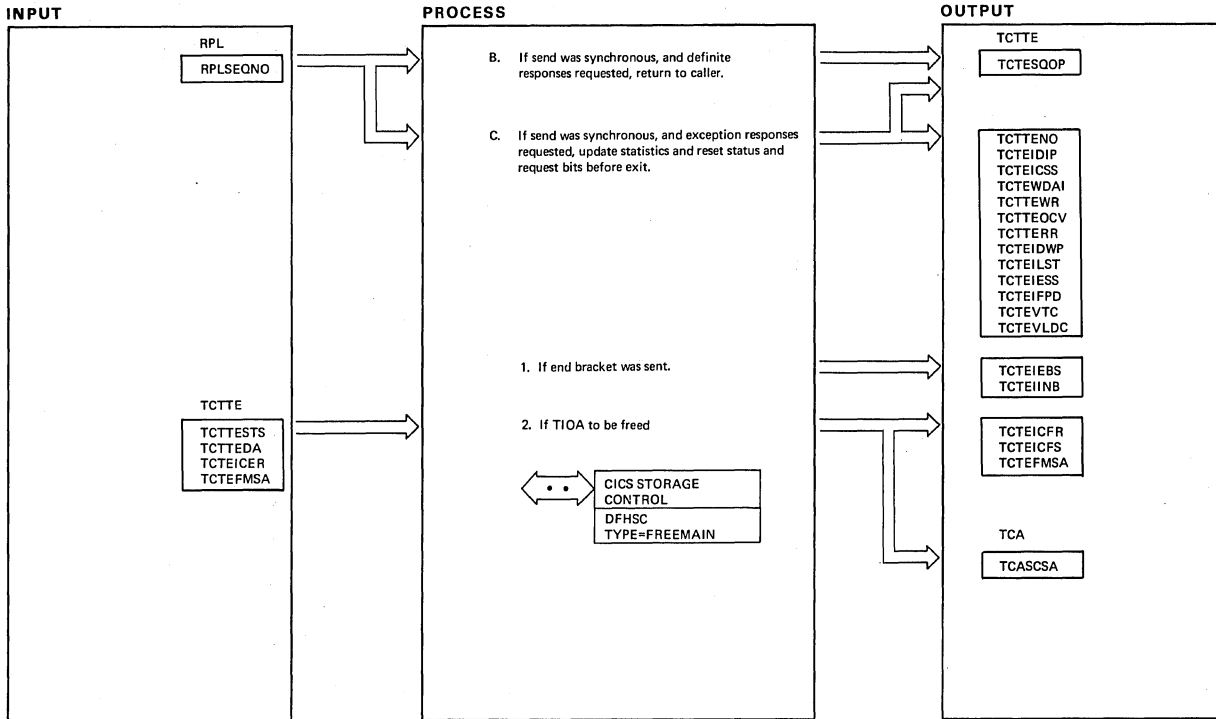 INPUT
RPL
RPLSEQNO
TCTTE
TCTTESTS
TCTTEDA
TCTEICER
TCTEFMSA
PROCESS
B. If send was synchronous, and definite
responses requested, return to caller.
C. If send was synchronous, and exception responses
requested, update statistics and reset status and
request bits before exit.
1. If end bracket was sent.
2. If TIOA to be freed
CICS STORAGE
CONTROL
DFHSC
TYPE=FREEMAIN
OUTPUT
TCTTE
TCTESQOP
TCTTENO
TCTEIDIP
TCTEICSS
TCTEWDAI
TCTTEWR
TCTTEOCV
TCTTERR
TCTEIDWP
TCTEILST
TCTEIESS
TCTEIFPD
TCTEVTC
TCTEVLDC
TCTEIEBS
TCTEIINB
TCTEICFR
TCTEICFS
TCTEFMSA
TCA
TCASCSA